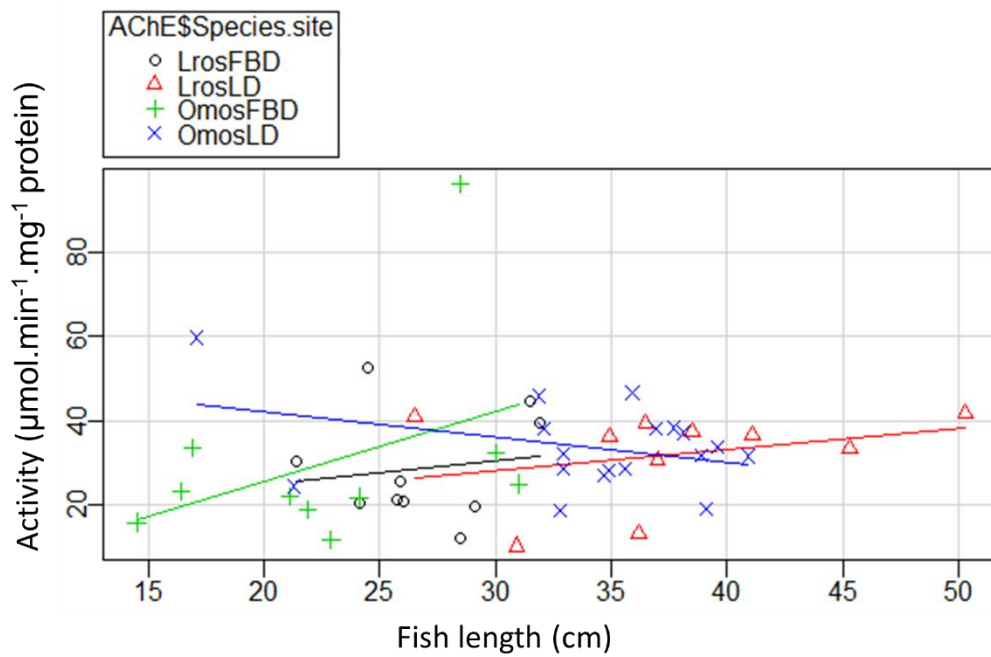 AChE$Species.site
LrosFBD
LrosLD
OmosFBD
OmosLD
Activity (µmol.min⁻¹.mg⁻¹ protein)
80
60
40
20
15 20 25 30 35 40 45 50
Fish length (cm)